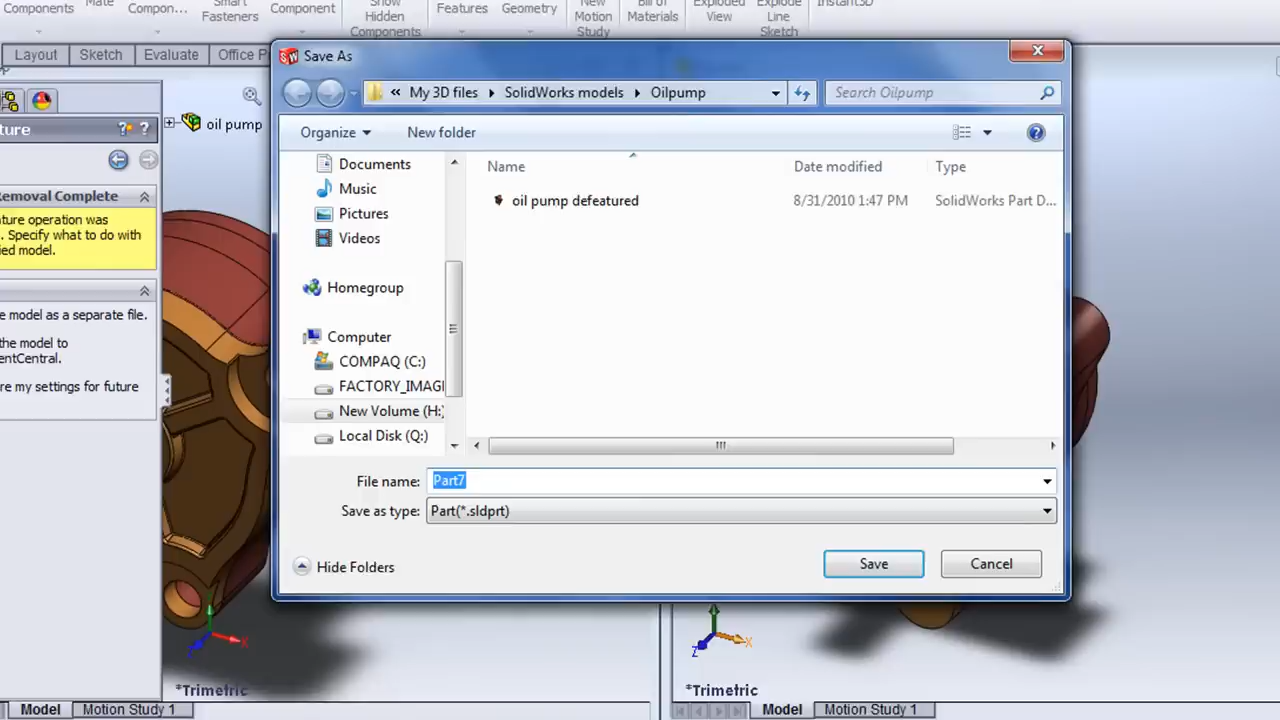 Components
Mate
Compon...
Smart
Fasteners
Component
Show
Hidden
Components
Features
Geometry
New
Motion
Study
Bill of
Materials
Exploded
View
Explode
Line
Sketch
Instant3D
Layout
Sketch
Evaluate
Office P
Save As
« My 3D files
SolidWorks models
Oilpump
Search Oilpump
ture
oil pump
Organize
New folder
Removal Complete
ature operation was
. Specify what to do with
ied model.
e model as a separate file.
the model to
entCentral.
re my settings for future
Documents
Music
Pictures
Videos
Homegroup
Computer
COMPAQ (C:)
FACTORY_IMAG
New Volume (H:)
Local Disk (Q:)
Name
Date modified
Type
oil pump defeatured
8/31/2010 1:47 PM
SolidWorks Part D...
File name:
Part7
Save as type:
Part(*.sldprt)
Hide Folders
Save
Cancel
X
Z
X
*Trimetric
*Trimetric
Model
Motion Study 1
Model
Motion Study 1